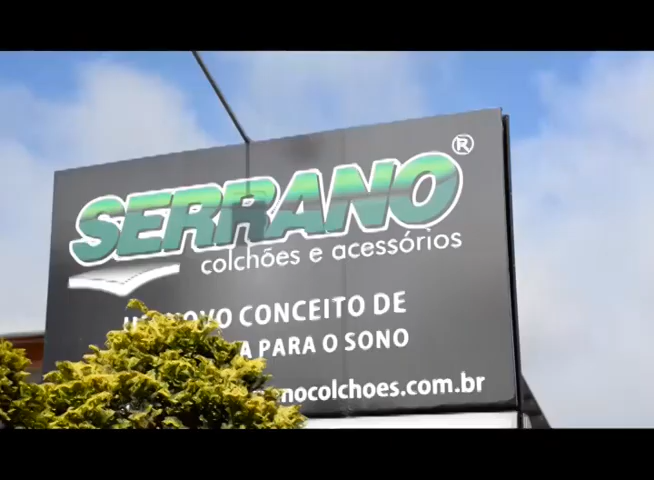 SERRANO ®
colchões e acessórios
NOVO CONCEITO DE
PARA O SONO
nocolchoes.com.br